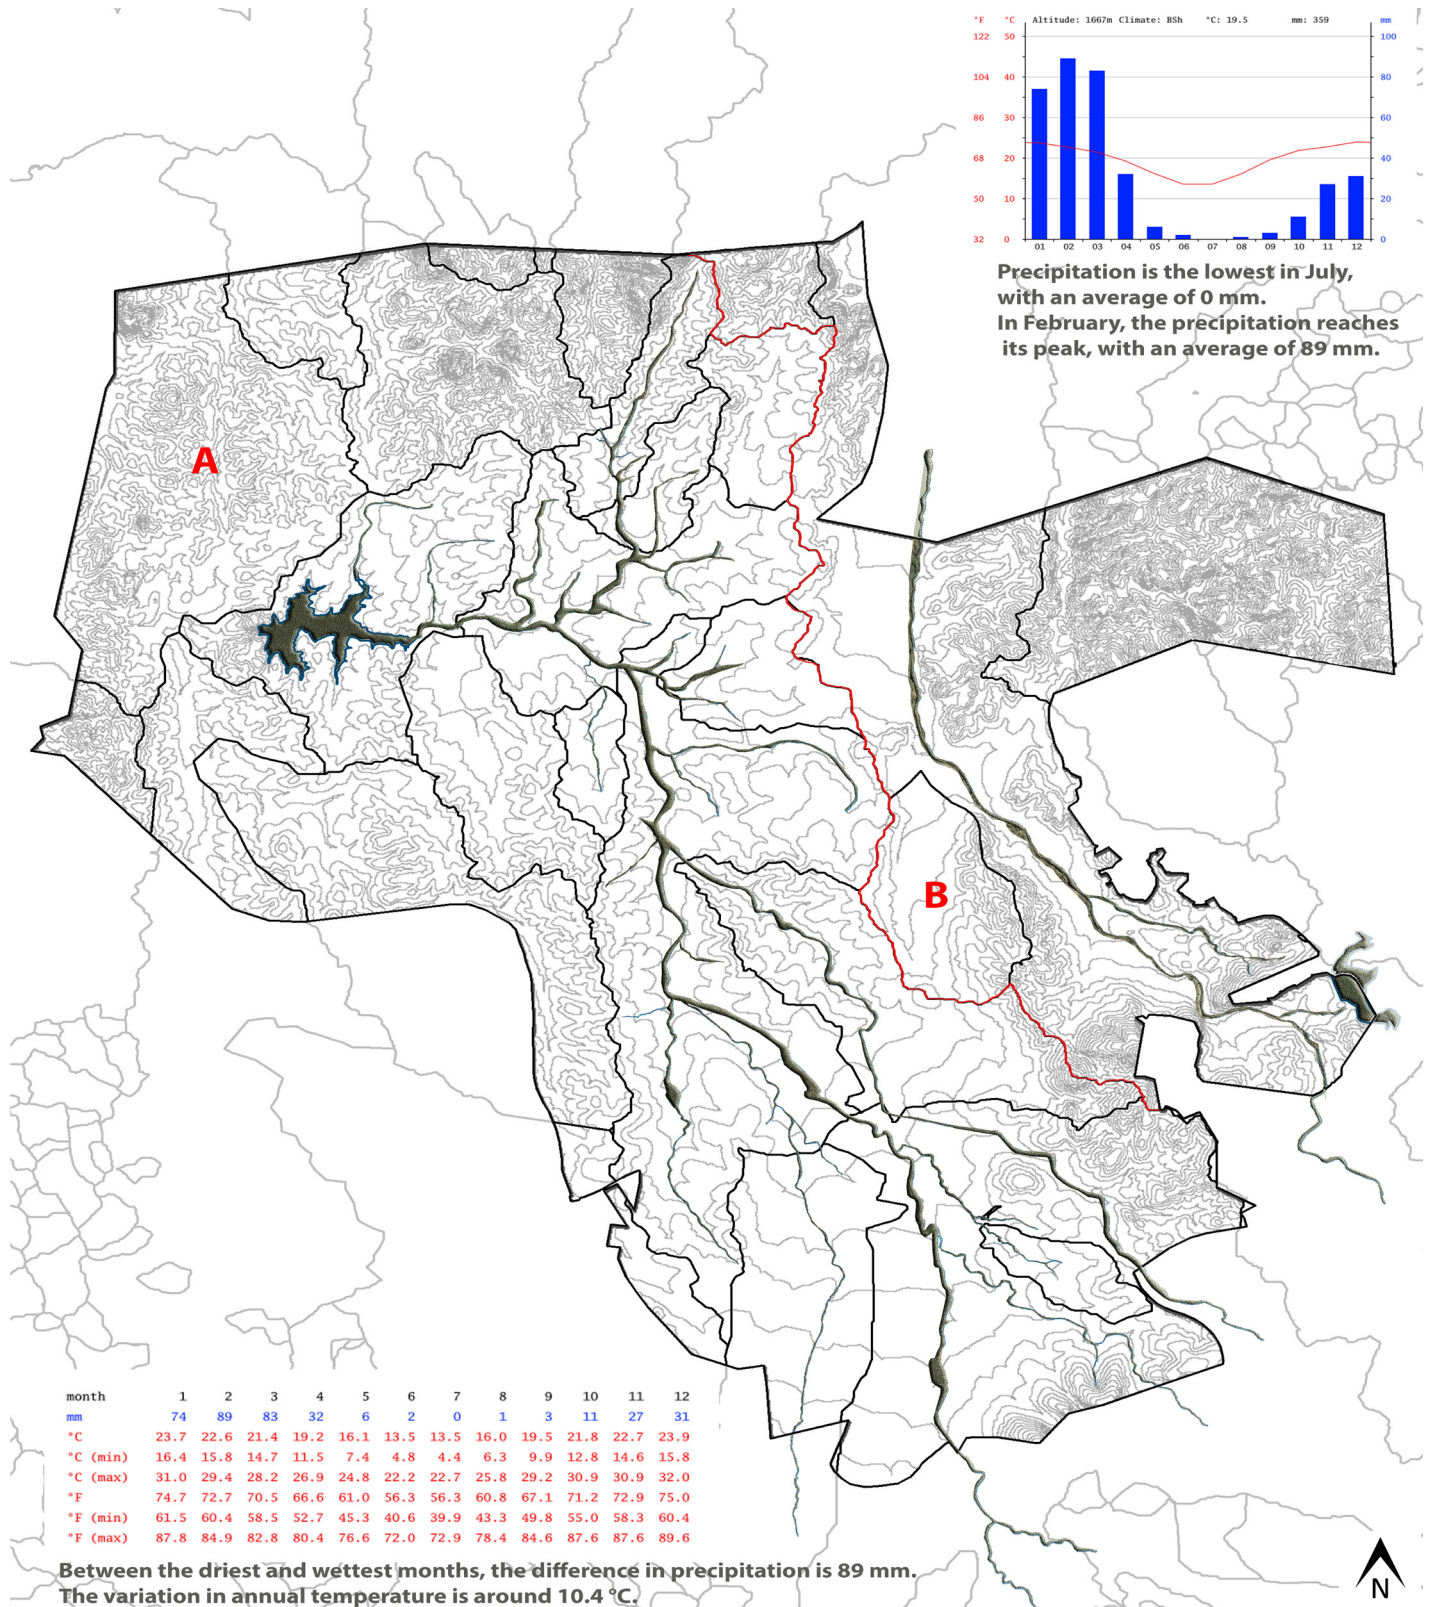 °F °C Altitude: 1667m Climate: BSh °C: 19.5 mm: 359 mm
122 50 100
104 40 80
86 30 60
68 20 40
50 10 20
32 0 0
01 02 03 04 05 06 07 08 09 10 11 12
Precipitation is the lowest in July,
with an average of 0 mm.
In February, the precipitation reaches
its peak, with an average of 89 mm.
A
B
month 1 2 3 4 5 6 7 8 9 10 11 12
mm 74 89 83 32 6 2 0 1 3 11 27 31
°C 23.7 22.6 21.4 19.2 16.1 13.5 13.5 16.0 19.5 21.8 22.7 23.9
°C (min) 16.4 15.8 14.7 11.5 7.4 4.8 4.4 6.3 9.9 12.8 14.6 15.8
°C (max) 31.0 29.4 28.2 26.9 24.8 22.2 22.7 25.8 29.2 30.9 30.9 32.0
°F 74.7 72.7 70.5 66.6 61.0 56.3 56.3 60.8 67.1 71.2 72.9 75.0
°F (min) 61.5 60.4 58.5 52.7 45.3 40.6 39.9 43.3 49.8 55.0 58.3 60.4
°F (max) 87.8 84.9 82.8 80.4 76.6 72.0 72.9 78.4 84.6 87.6 87.6 89.6
Between the driest and wettest months, the difference in precipitation is 89 mm.
The variation in annual temperature is around 10.4 °C.
N